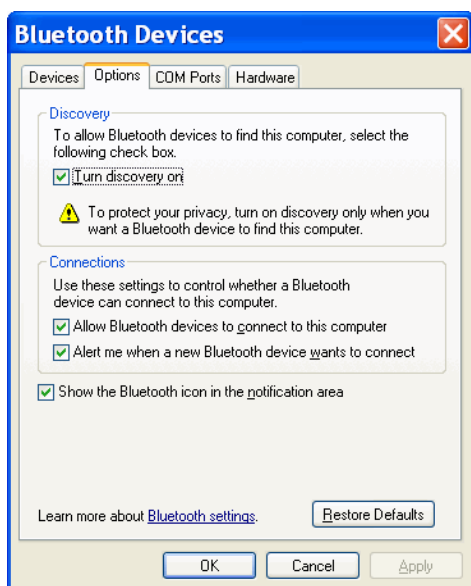 Bluetooth Devices
Devices Options COM Ports Hardware
Discovery
To allow Bluetooth devices to find this computer, select the
following check box.
Turn discovery on
To protect your privacy, turn on discovery only when you
want a Bluetooth device to find this computer.
Connections
Use these settings to control whether a Bluetooth
device can connect to this computer.
Allow Bluetooth devices to connect to this computer
Alert me when a new Bluetooth device wants to connect
Show the Bluetooth icon in the notification area
Learn more about Bluetooth settings. Restore Defaults
OK Cancel Apply